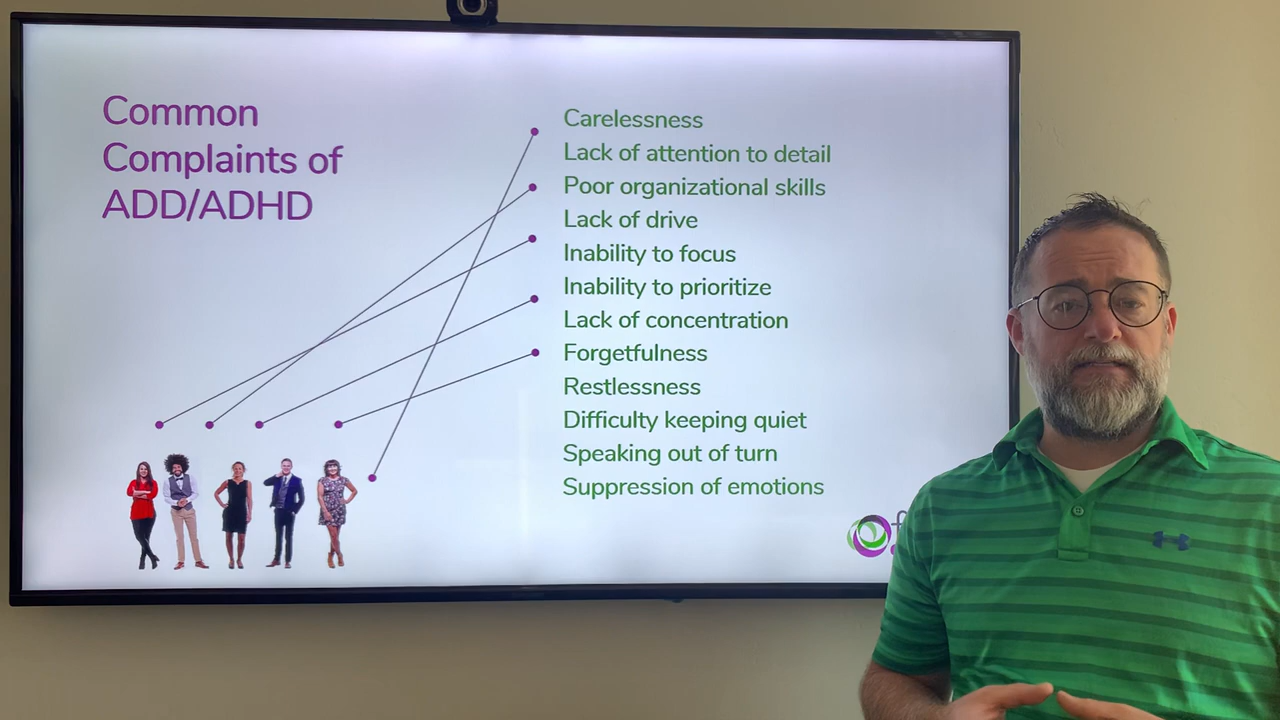 Common
Complaints of
ADD/ADHD
Carelessness
Lack of attention to detail
Poor organizational skills
Lack of drive
Inability to focus
Inability to prioritize
Lack of concentration
Forgetfulness
Restlessness
Difficulty keeping quiet
Speaking out of turn
Suppression of emotions